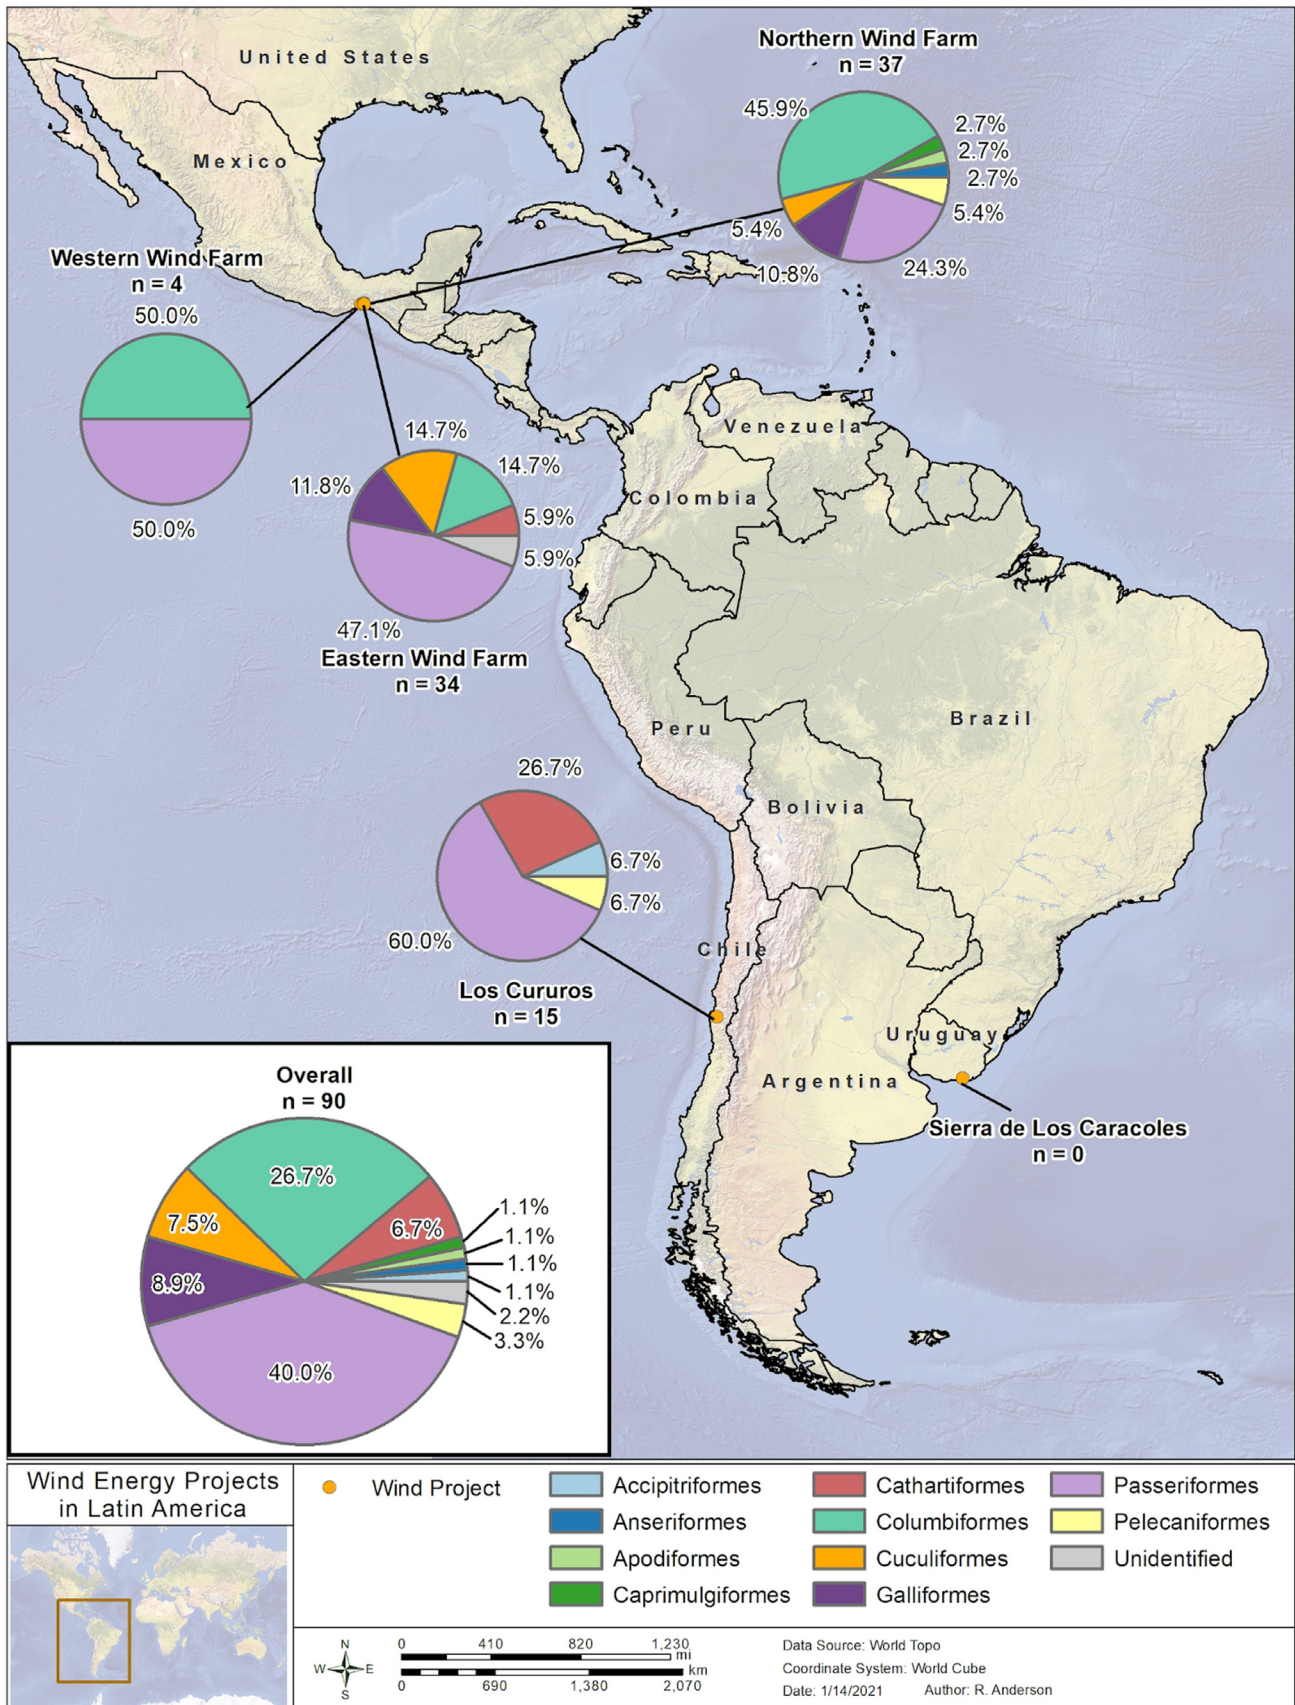 United States
Mexico
Northern Wind Farm
n = 37
45.9%
2.7%
2.7%
2.7%
5.4%
5.4%
10.8%
24.3%
Western Wind Farm
n = 4
50.0%
50.0%
14.7%
14.7%
11.8%
5.9%
5.9%
47.1%
Eastern Wind Farm
n = 34
Venezuela
Colombia
Peru
Brazil
Bolivia
26.7%
6.7%
6.7%
60.0%
Los Cururos
n = 15
Chile
Uruguay
Argentina
Sierra de Los Caracoles
n = 0
Overall
n = 90
26.7%
7.5%
6.7%
8.9%
40.0%
1.1%
1.1%
1.1%
1.1%
2.2%
3.3%
Wind Energy Projects
in Latin America
Wind Project
Accipitriformes
Anseriformes
Apodiformes
Caprimulgiformes
Cathartiformes
Columbiformes
Cuculiformes
Galliformes
Passeriformes
Pelecaniformes
Unidentified
N
W E
S
0 410 820 1,230
mi
km
0 690 1,380 2,070
Data Source: World Topo
Coordinate System: World Cube
Date: 1/14/2021 Author: R. Anderson